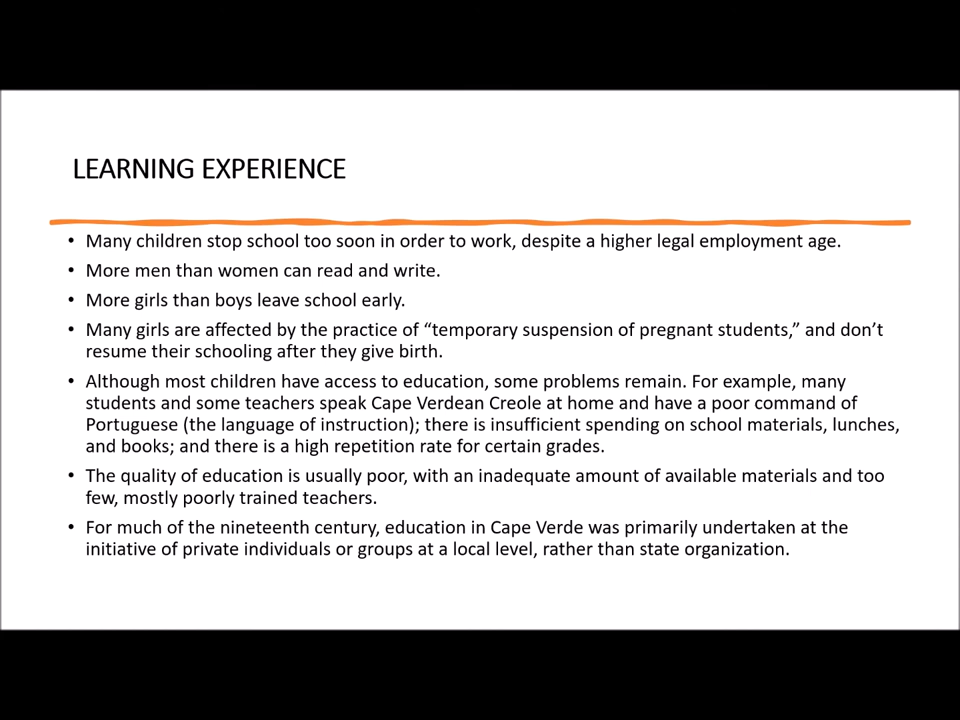 LEARNING EXPERIENCE
• Many children stop school too soon in order to work, despite a higher legal employment age.
• More men than women can read and write.
• More girls than boys leave school early.
• Many girls are affected by the practice of “temporary suspension of pregnant students,” and don’t
resume their schooling after they give birth.
• Although most children have access to education, some problems remain. For example, many
students and some teachers speak Cape Verdean Creole at home and have a poor command of
Portuguese (the language of instruction); there is insufficient spending on school materials, lunches,
and books; and there is a high repetition rate for certain grades.
• The quality of education is usually poor, with an inadequate amount of available materials and too
few, mostly poorly trained teachers.
• For much of the nineteenth century, education in Cape Verde was primarily undertaken at the
initiative of private individuals or groups at a local level, rather than state organization.